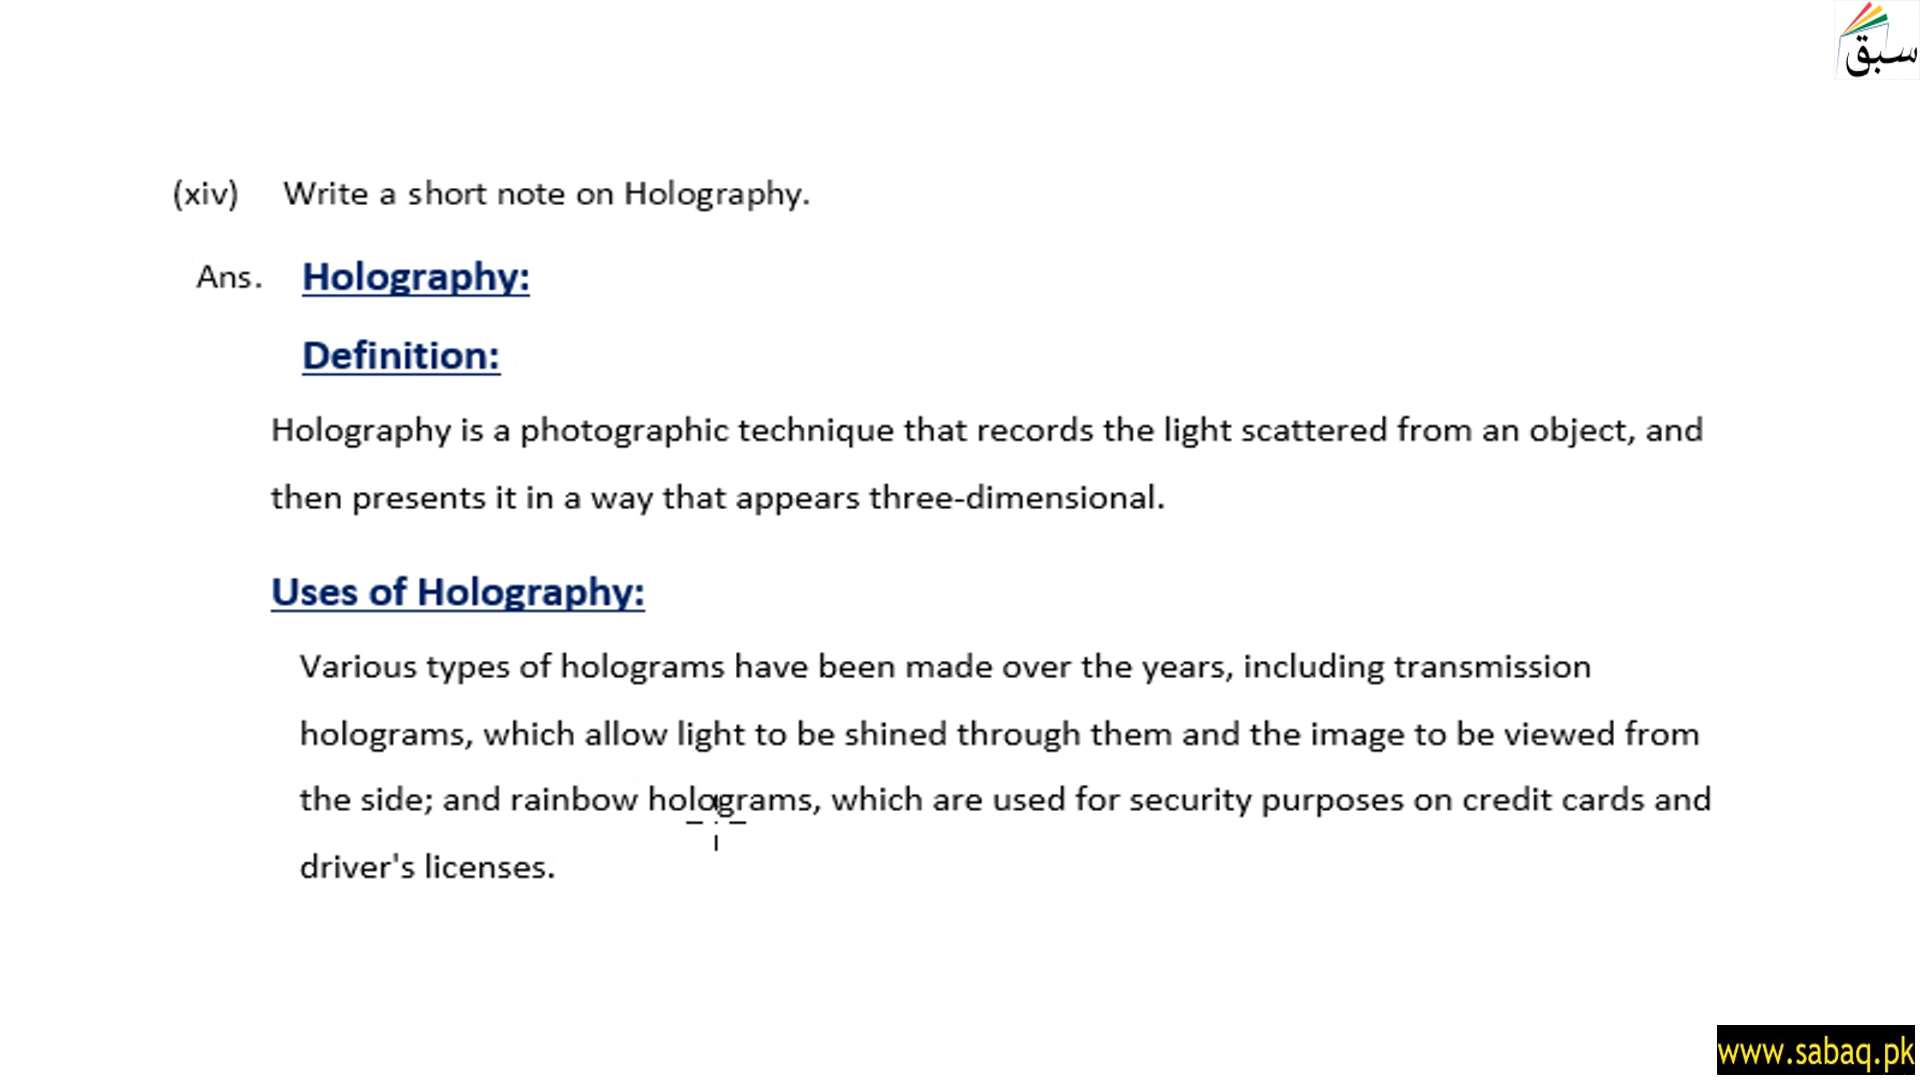 سبق
(xiv) Write a short note on Holography.
Ans. Holography:
Definition:
Holography is a photographic technique that records the light scattered from an object, and
then presents it in a way that appears three-dimensional.
Uses of Holography:
Various types of holograms have been made over the years, including transmission
holograms, which allow light to be shined through them and the image to be viewed from
the side; and rainbow holograms, which are used for security purposes on credit cards and
driver's licenses.
www.sabaq.pk